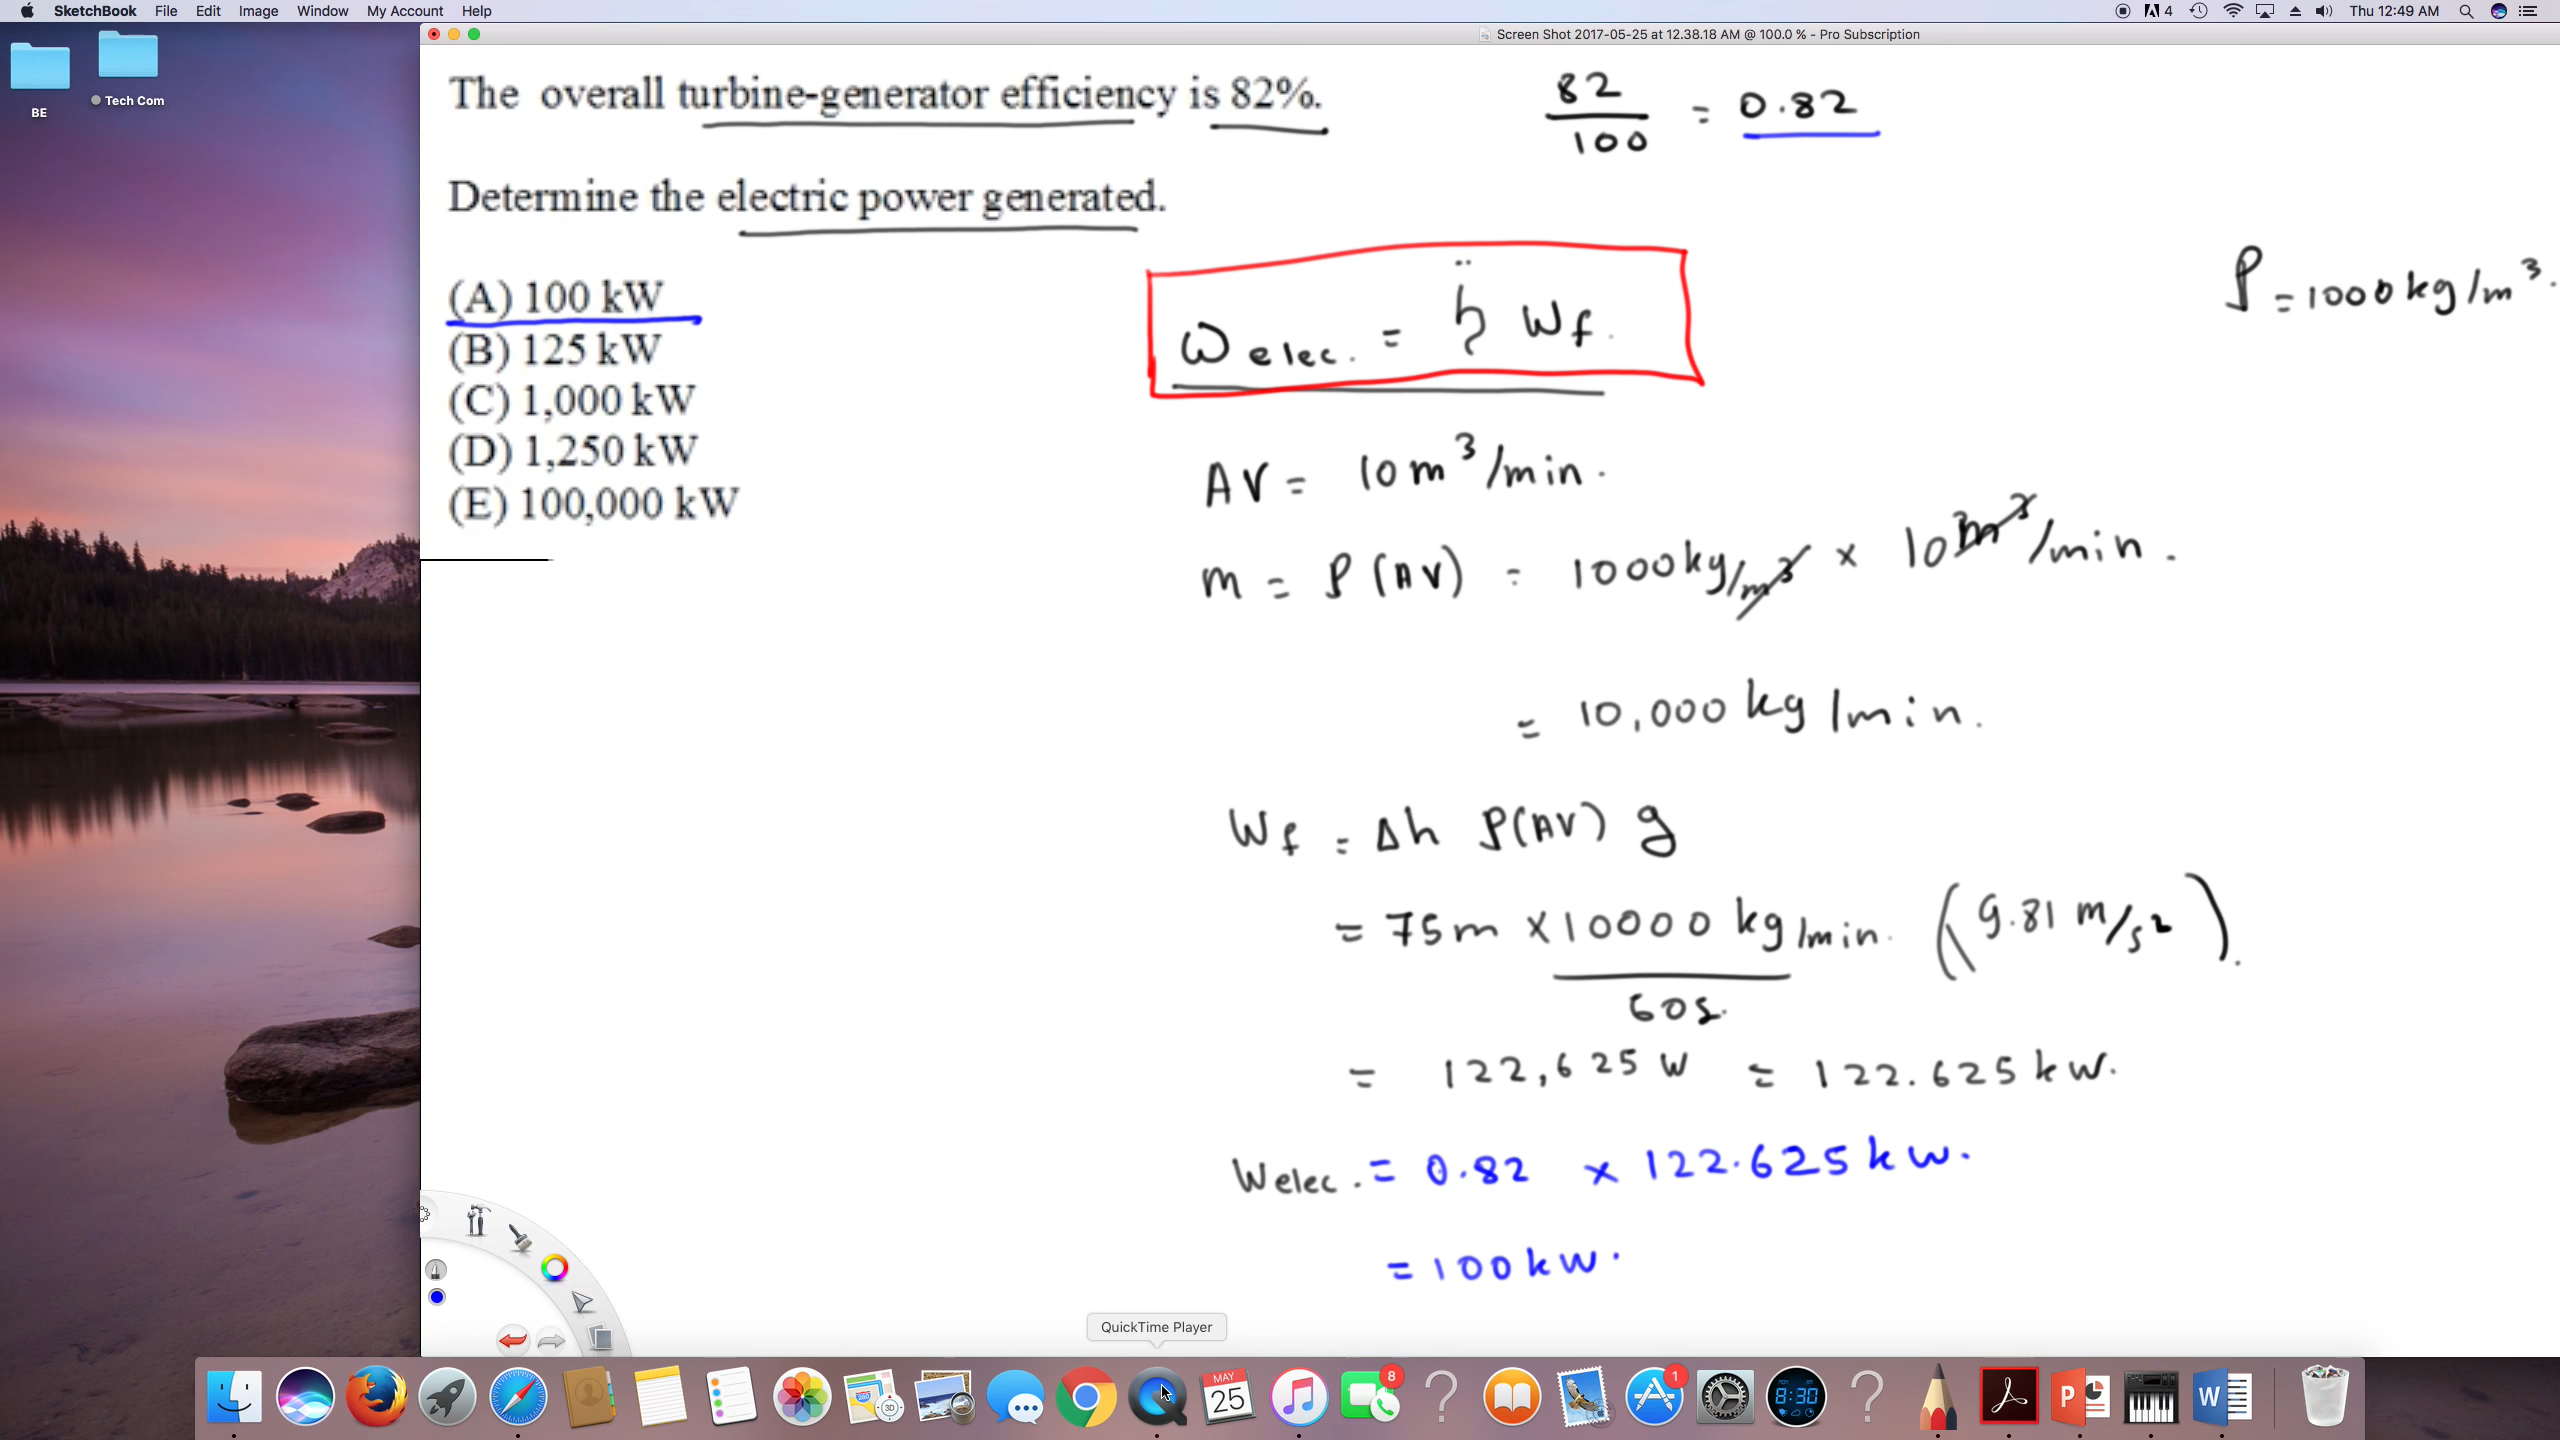 SketchBook File Edit Image Window My Account Help
4 Thu 12:49 AM
Screen Shot 2017-05-25 at 12.38.18 AM @ 100.0 % - Pro Subscription
BE
Tech Com
The overall turbine-generator efficiency is 82%.
82/100 = 0.82
Determine the electric power generated.
(A) 100 kW
(B) 125 kW
(C) 1,000 kW
(D) 1,250 kW
(E) 100,000 kW
ρ = 1000 kg/m³.
W elec. = η Wf.
AV = 10 m³/min.
m = ρ(AV) = 1000 kg/m³ × 10 m³/min.
= 10,000 kg/min.
Wf = Δh ρ(AV) g
= 75m × 10000 kg/min. (9.81 m/s²).
60s.
= 122,625 W = 122.625 kW.
Welec. = 0.82 × 122.625 kW.
= 100 kW.
QuickTime Player
MAY
25
3D
8
1
8:30
P
W